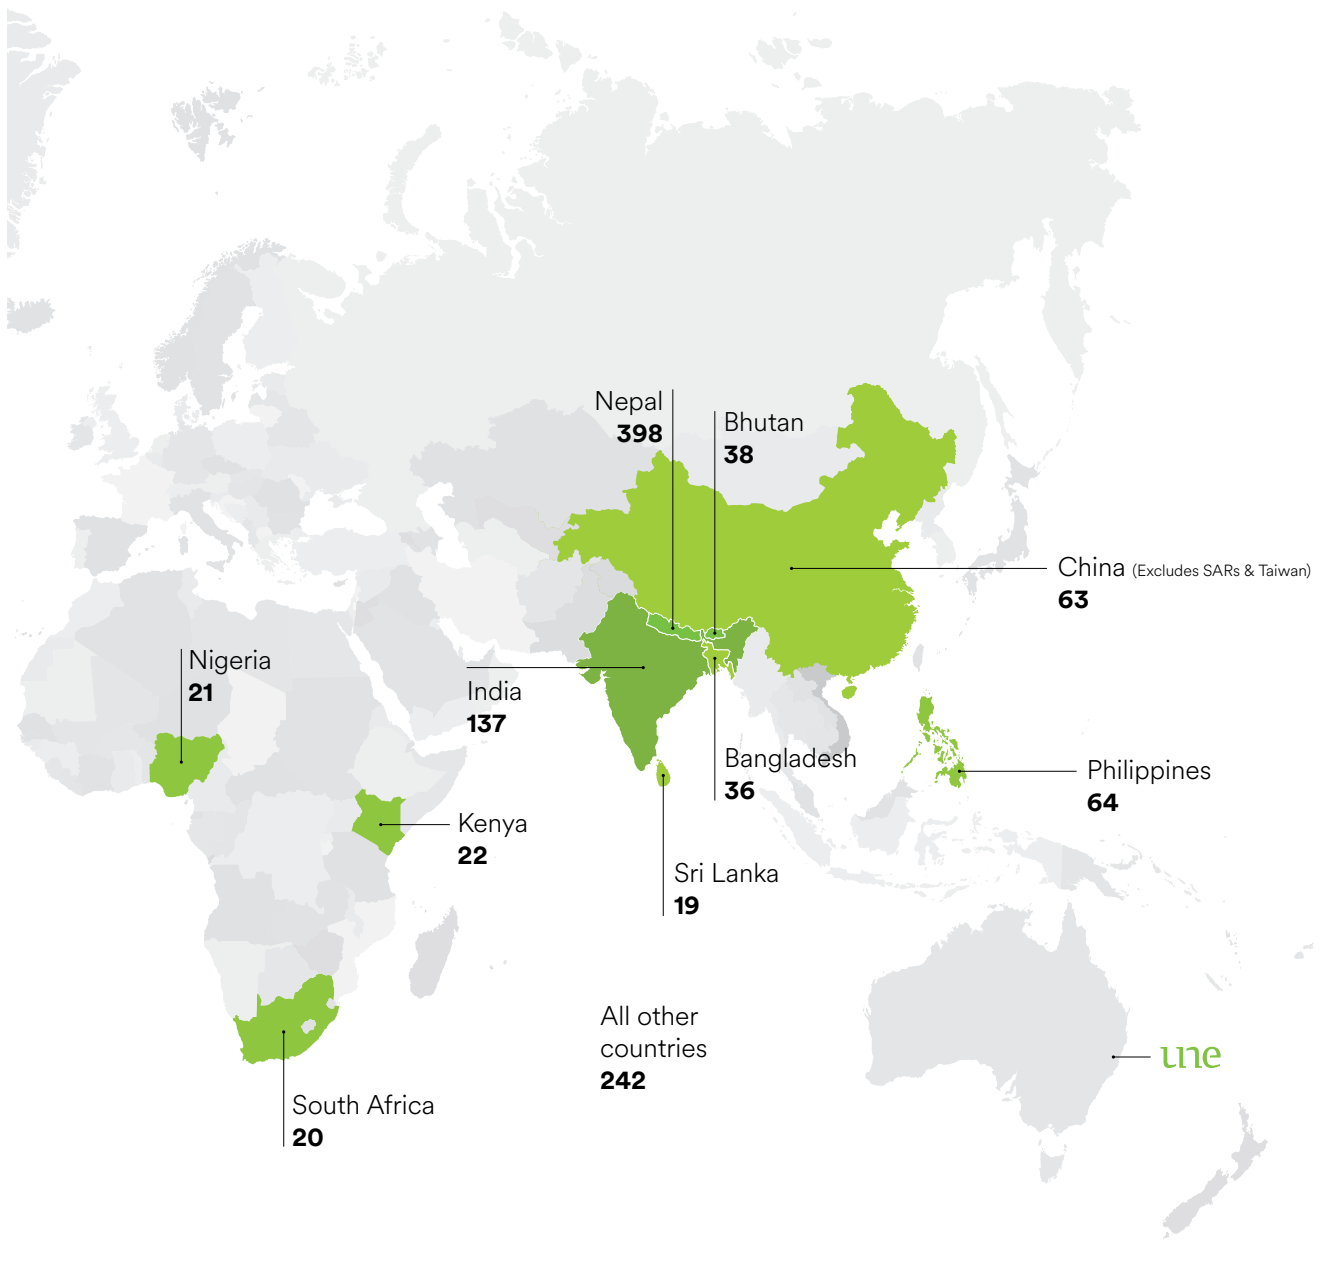 Nepal
398
Bhutan
38
China (Excludes SARs & Taiwan)
63
Nigeria
21
India
137
Bangladesh
36
Philippines
64
Kenya
22
Sri Lanka
19
All other
countries
242
une
South Africa
20